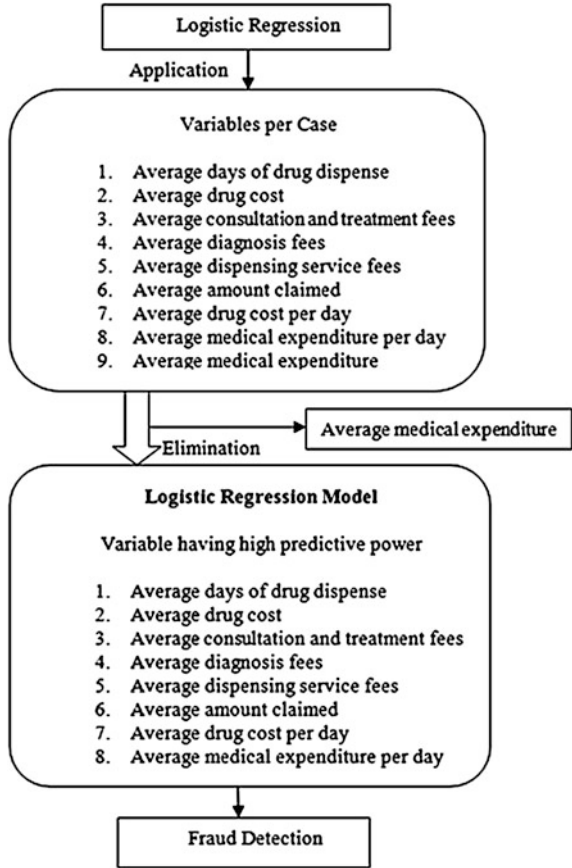 Logistic Regression
Application
Variables per Case
1. Average days of drug dispense
2. Average drug cost
3. Average consultation and treatment fees
4. Average diagnosis fees
5. Average dispensing service fees
6. Average amount claimed
7. Average drug cost per day
8. Average medical expenditure per day
9. Average medical expenditure
Average medical expenditure
Elimination
Logistic Regression Model
Variable having high predictive power
1. Average days of drug dispense
2. Average drug cost
3. Average consultation and treatment fees
4. Average diagnosis fees
5. Average dispensing service fees
6. Average amount claimed
7. Average drug cost per day
8. Average medical expenditure per day
Fraud Detection